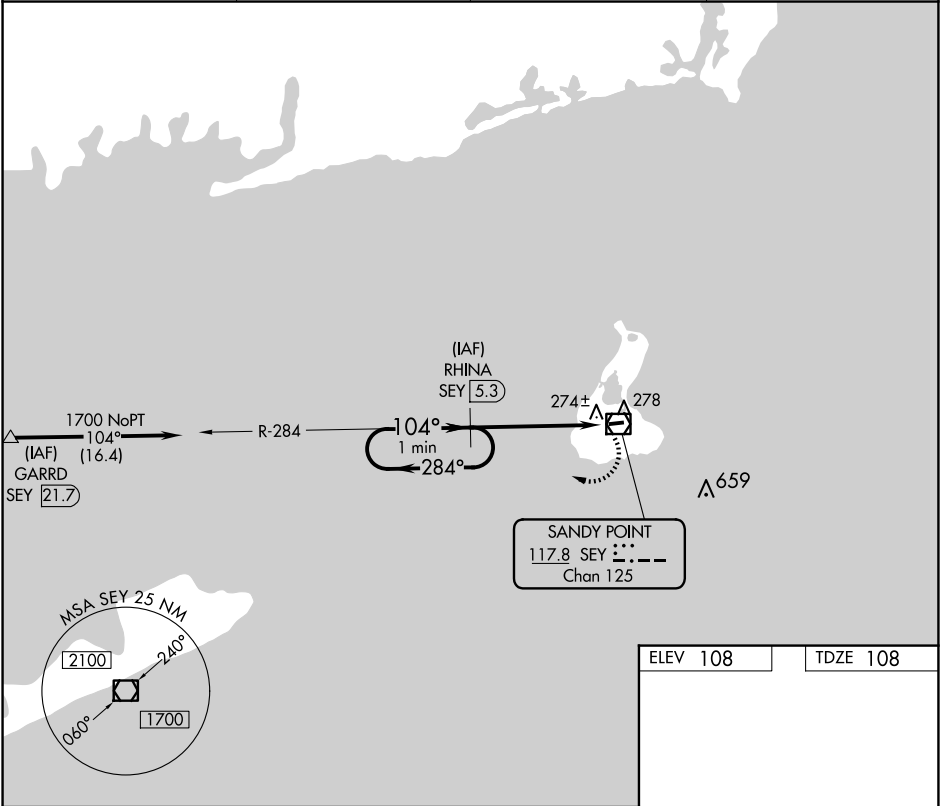 (IAF)
RHINA
SEY 5.3
274±
278
1700 NoPT
104°
(16.4)
R-284
104°
1 min
284°
(IAF)
GARRD
SEY 21.7
659
SANDY POINT
117.8 SEY
Chan 125
MSA SEY 25 NM
2100
240°
060°
1700
ELEV 108
TDZE 108